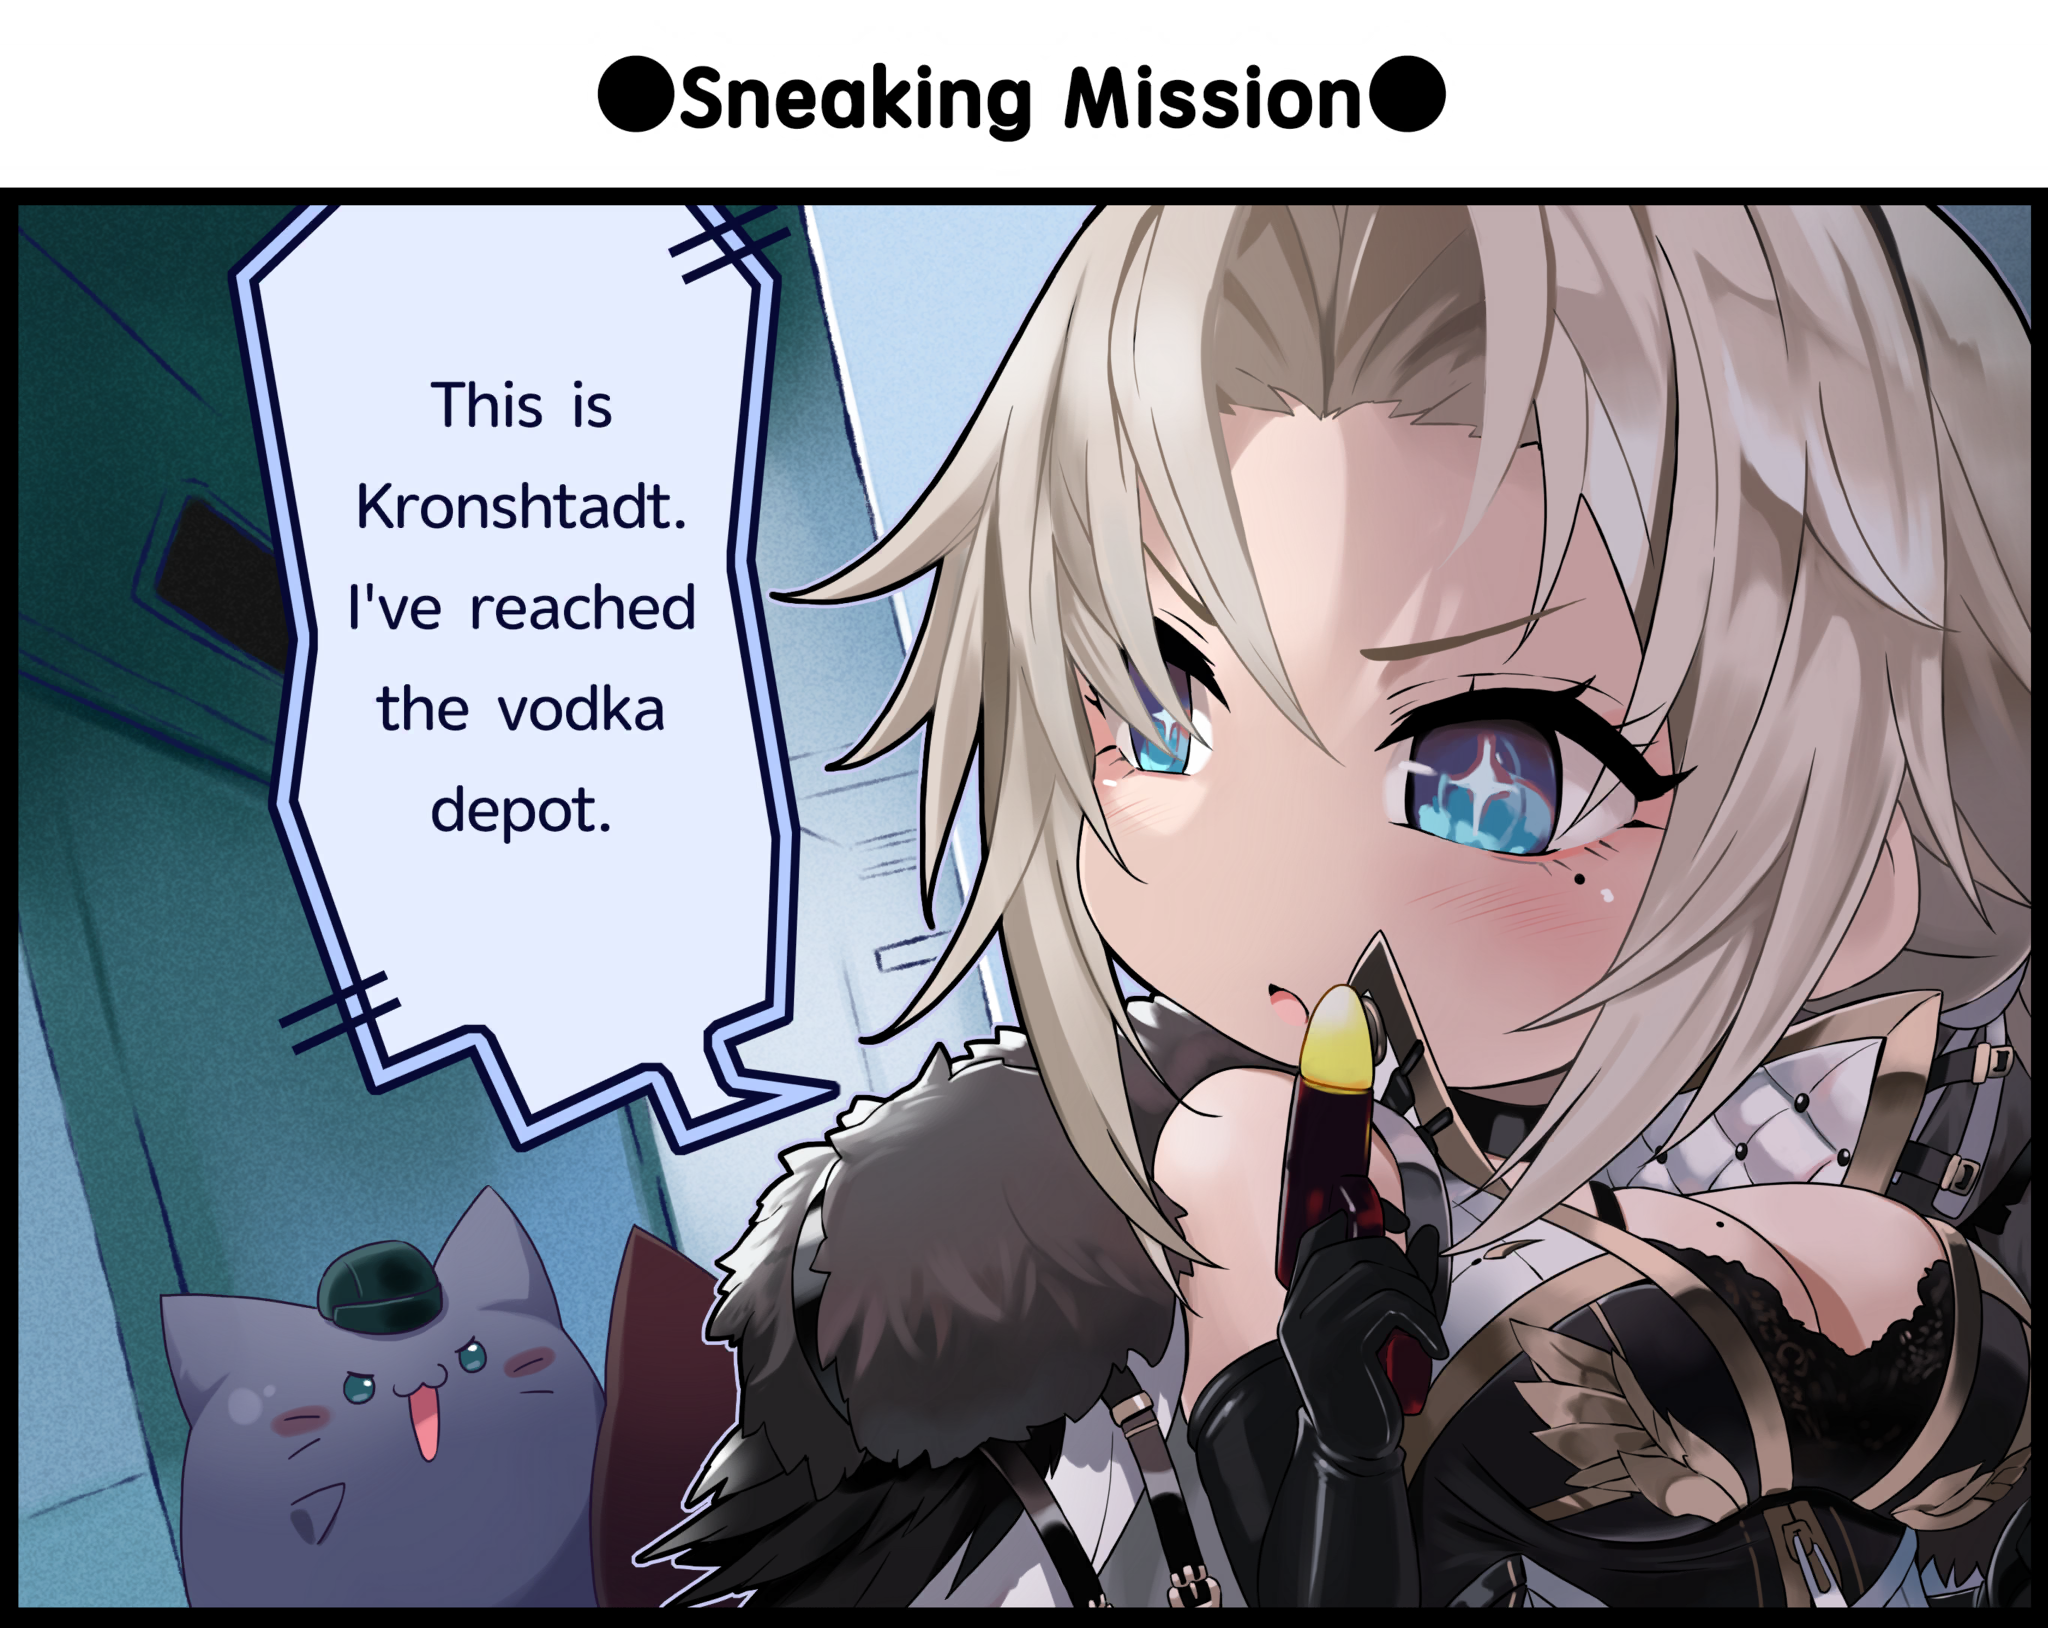 ●Sneaking Mission●
This is
Kronshtadt.
I've reached
the vodka
depot.